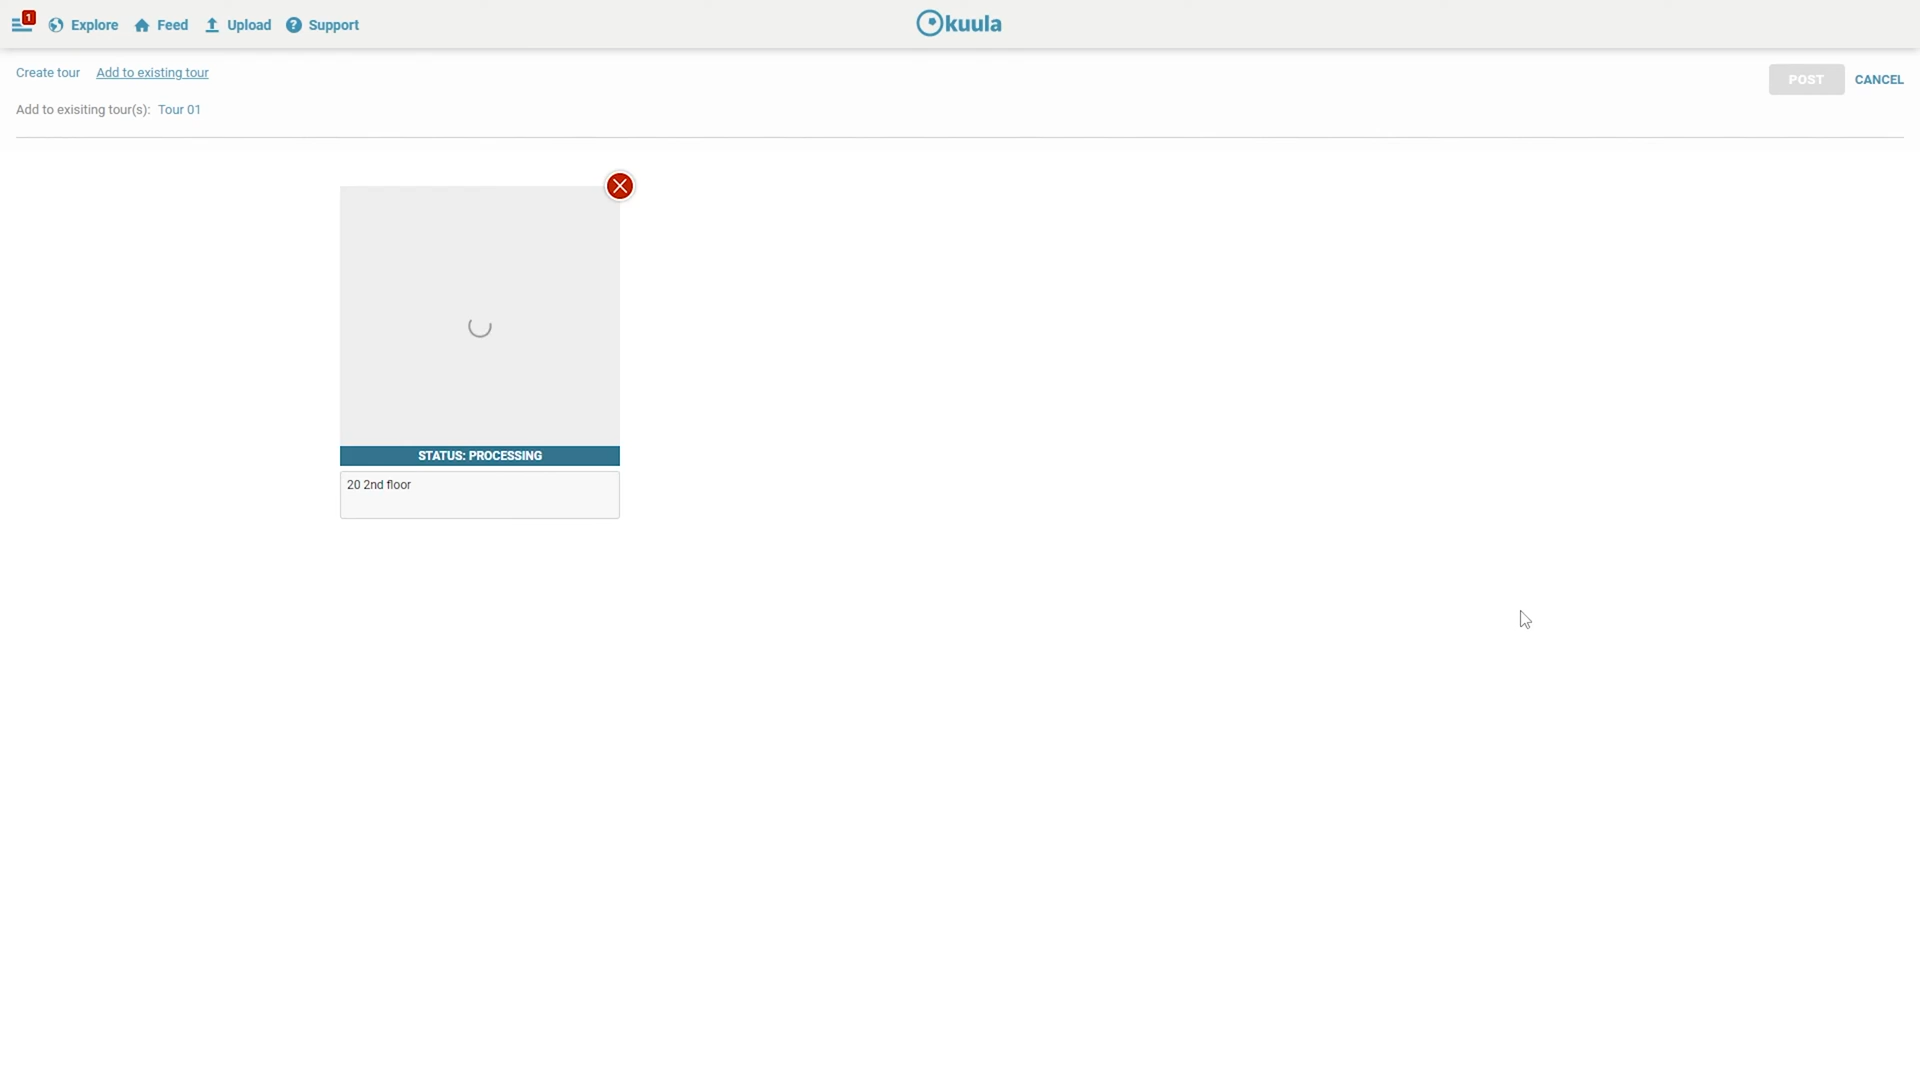 1 Explore Feed Upload ? Support kuula
Create tour Add to existing tour
POST CANCEL
Add to exisiting tour(s): Tour 01
STATUS: PROCESSING
20 2nd floor